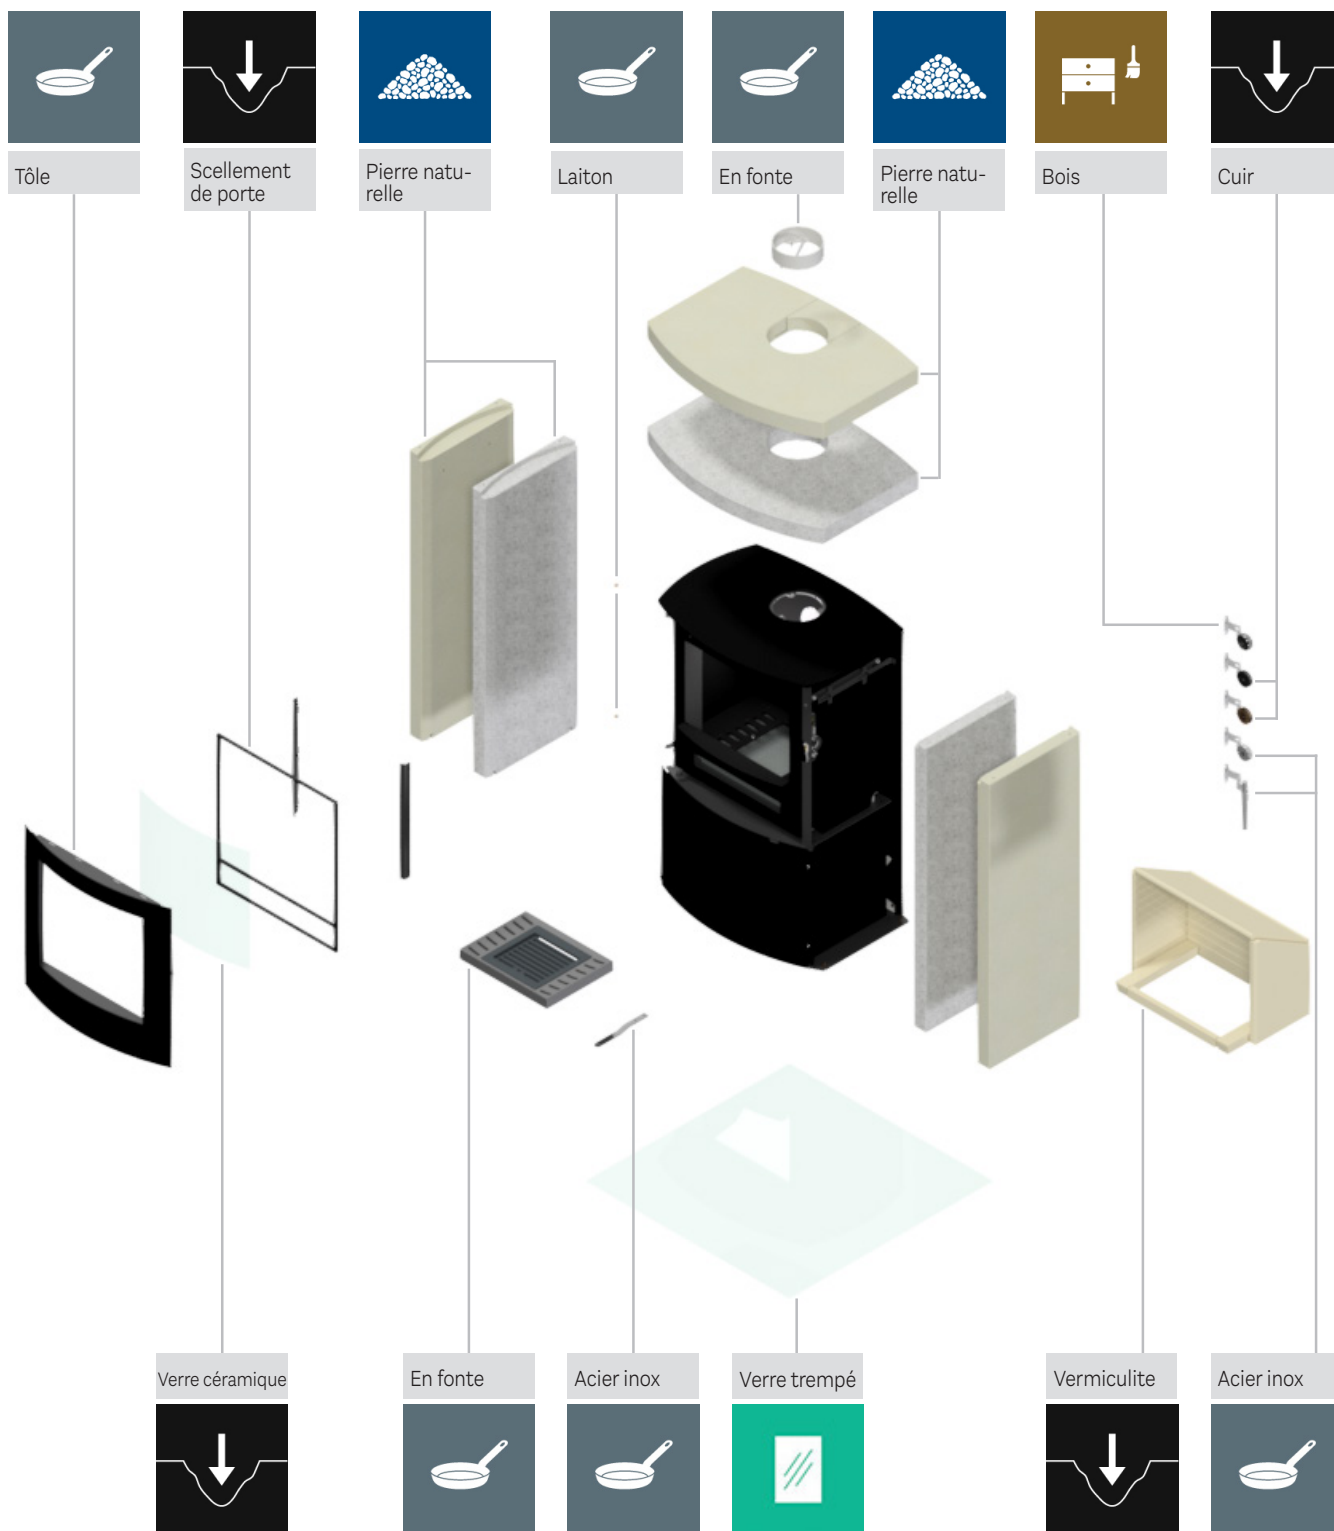 Tôle
Scellement
de porte
Pierre natu-
relle
Laiton
En fonte
Pierre natu-
relle
Bois
Cuir
Verre céramique
En fonte
Acier inox
Verre trempé
Vermiculite
Acier inox